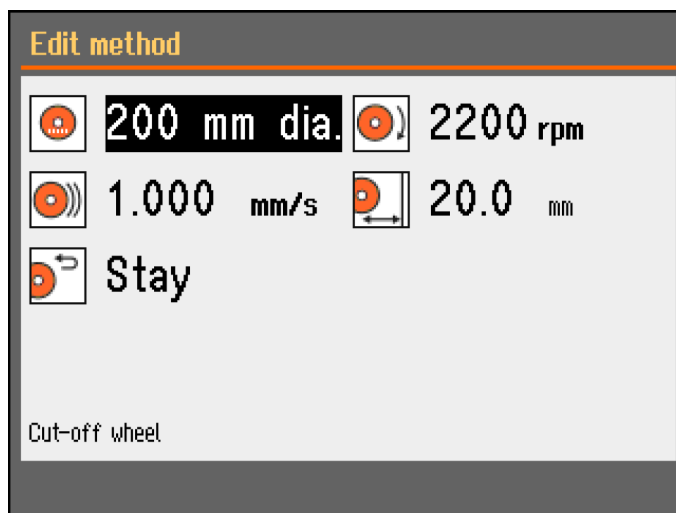 Edit method
200 mm dia. 2200 rpm
1.000 mm/s 20.0 mm
Stay
Cut-off wheel